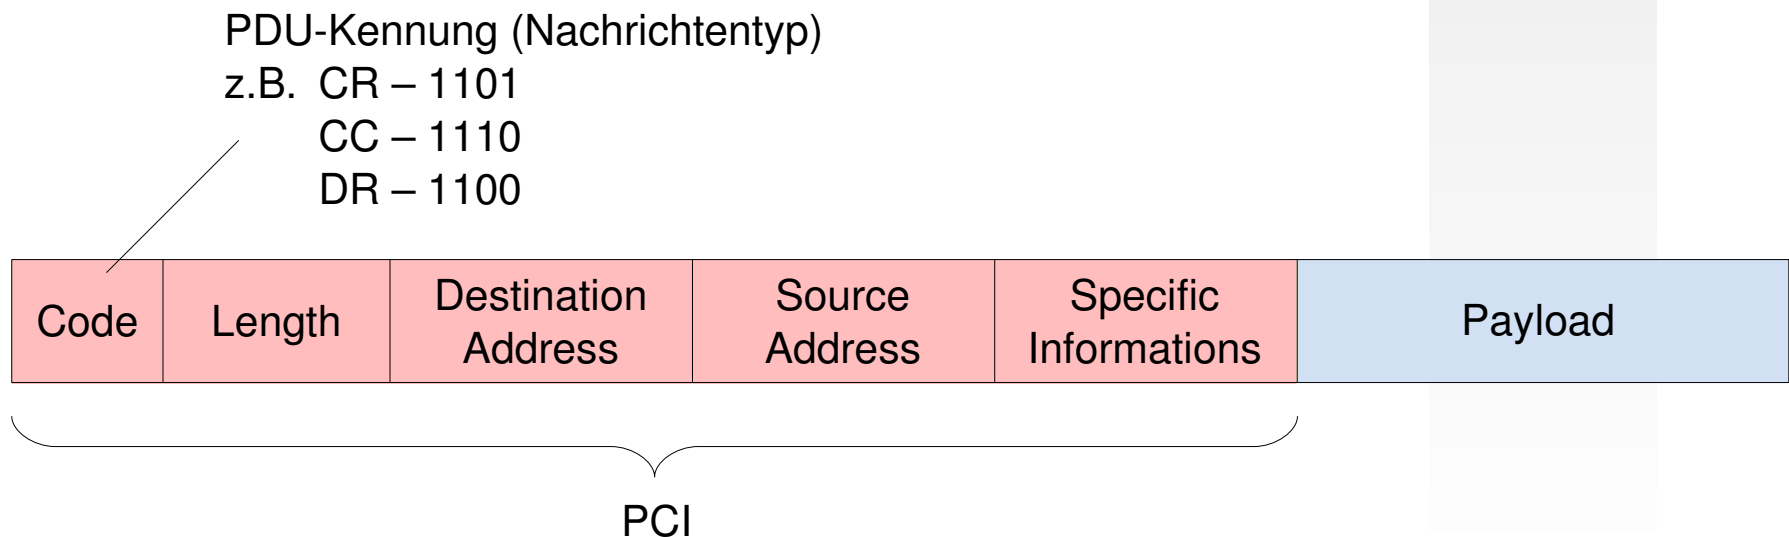 PDU-Kennung (Nachrichtentyp)
z.B. CR – 1101
CC – 1110
DR – 1100
Code
Length
Destination
Address
Source
Address
Specific
Informations
Payload
PCI